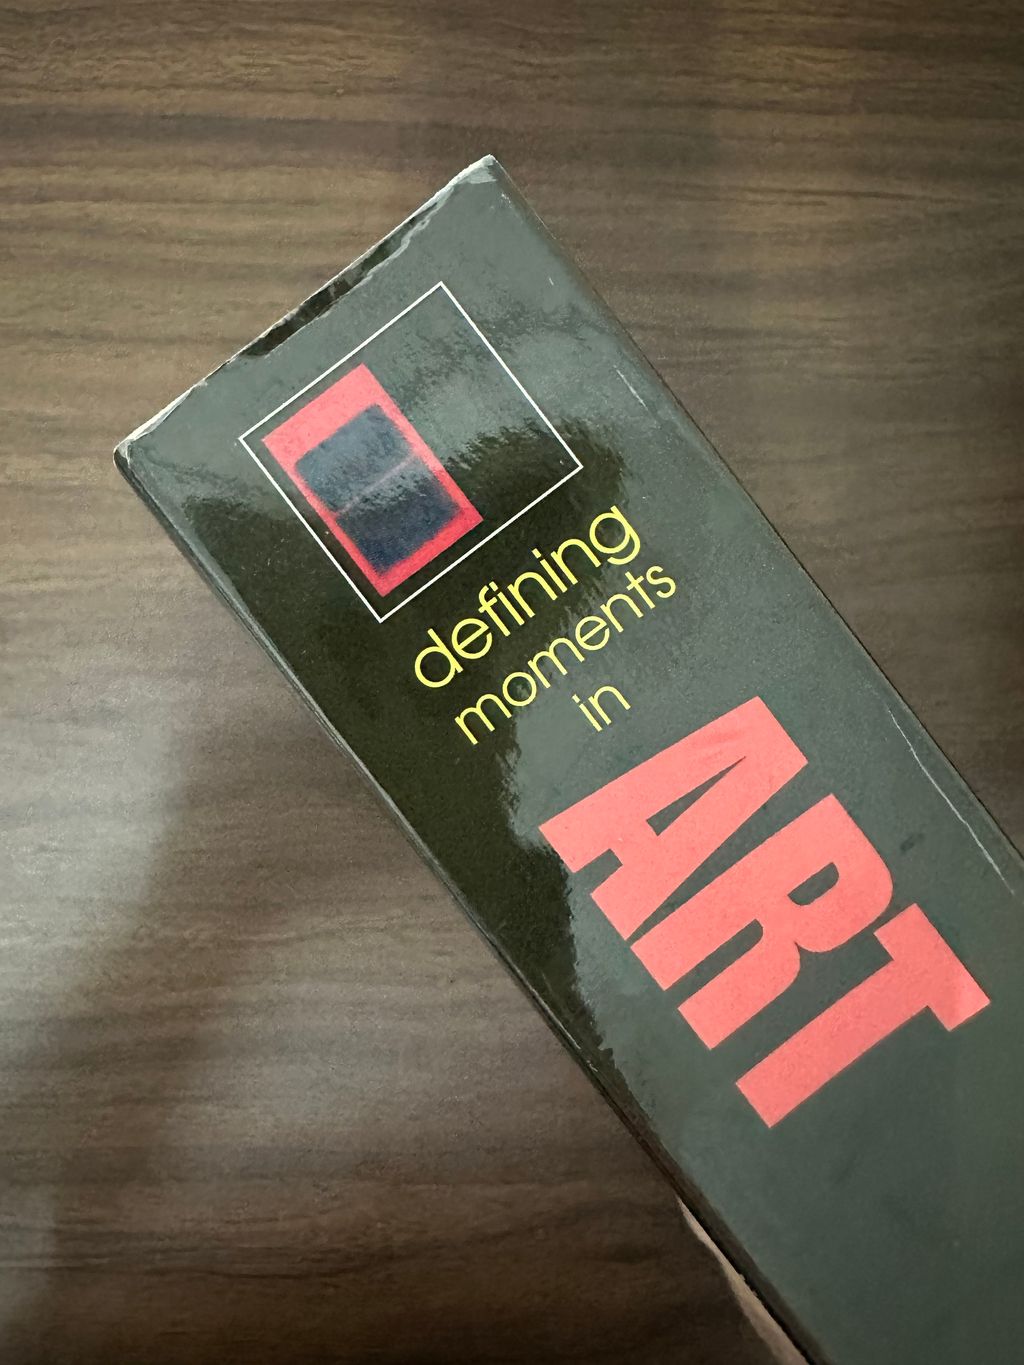 defining
moments
in
ART